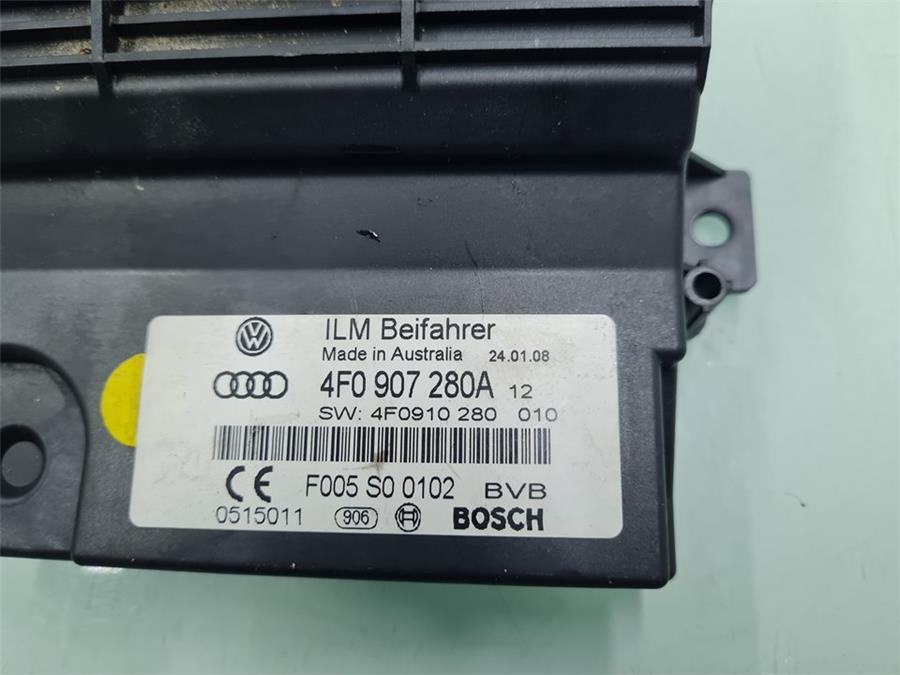 ILM Beifahrer
Made in Australia 24.01.08
4F0 907 280A 12
SW: 4F0910 280 010
CE F005 S0 0102 BVB
0515011 906 BOSCH